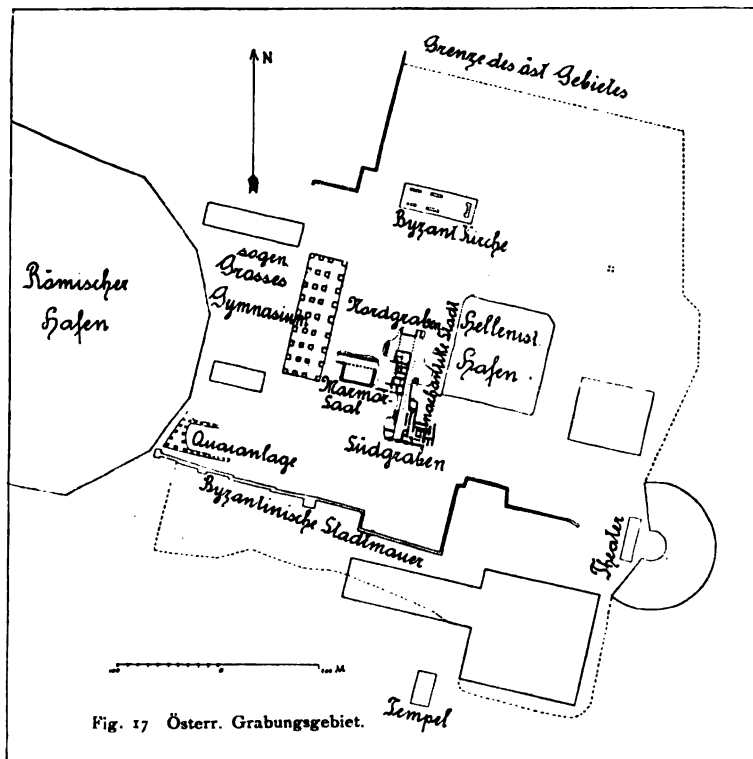 N
Grenze des öst Gebietes
Byzant Kirche
sogen
Grosses
Gymnasium
Römischer
Hafen
Nordgraben
Hellenist.
Hafen
Marmor-
Saal
Südgraben
Quaianlage
Byzantinische Stadtmauer
Theater
M
Tempel
Fig. 17 Österr. Grabungsgebiet.